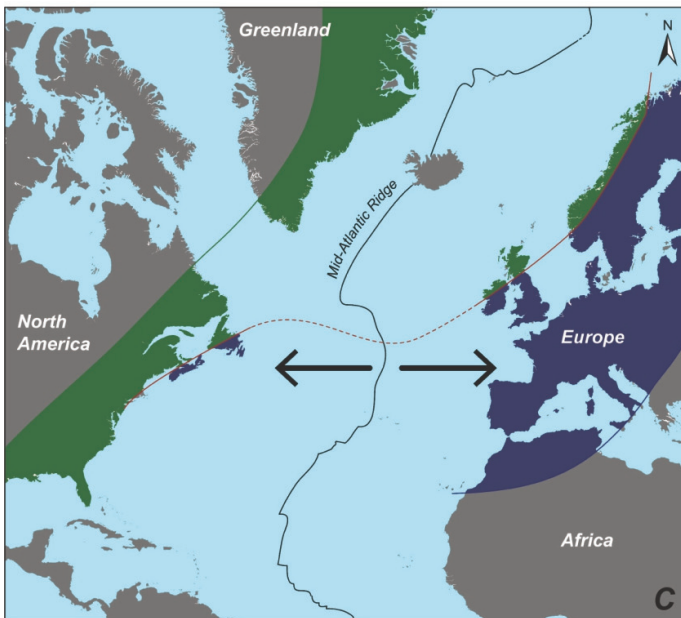 Greenland
N
Mid-Atlantic Ridge
North
America
Europe
Africa
C